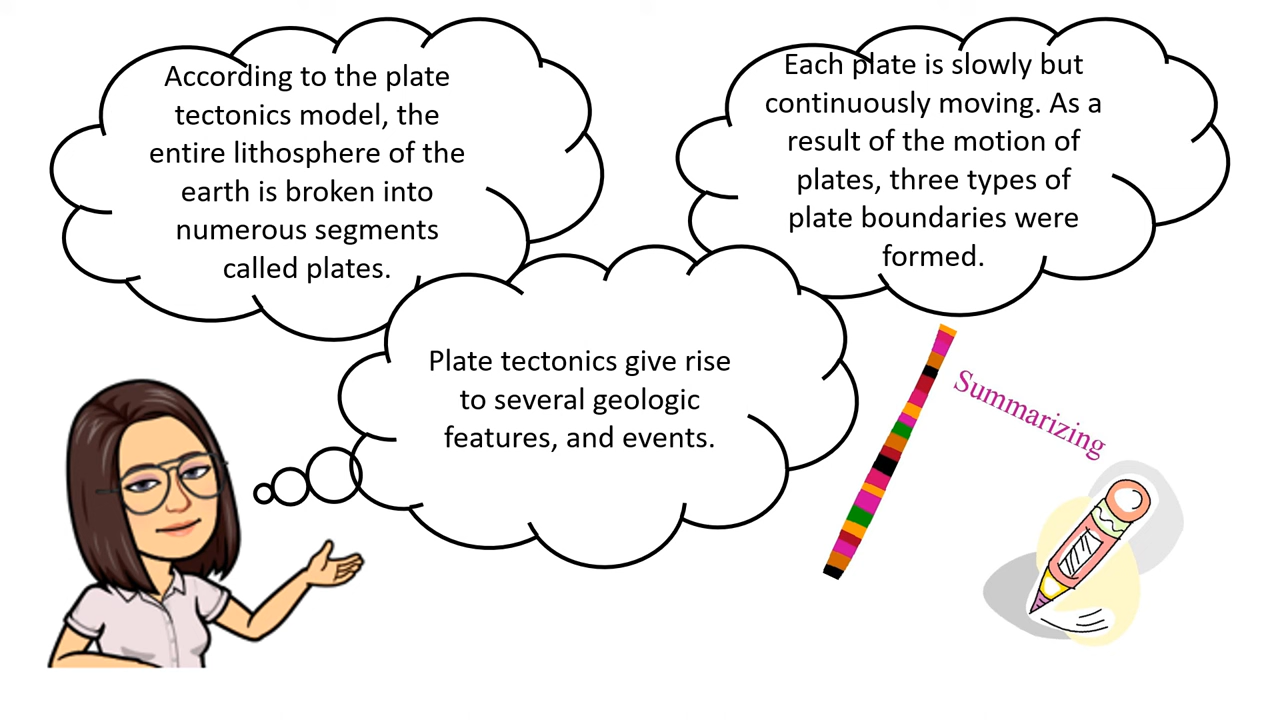 According to the plate
tectonics model, the
entire lithosphere of the
earth is broken into
numerous segments
called plates.
Each plate is slowly but
continuously moving. As a
result of the motion of
plates, three types of
plate boundaries were
formed.
Plate tectonics give rise
to several geologic
features, and events.
Summarizing